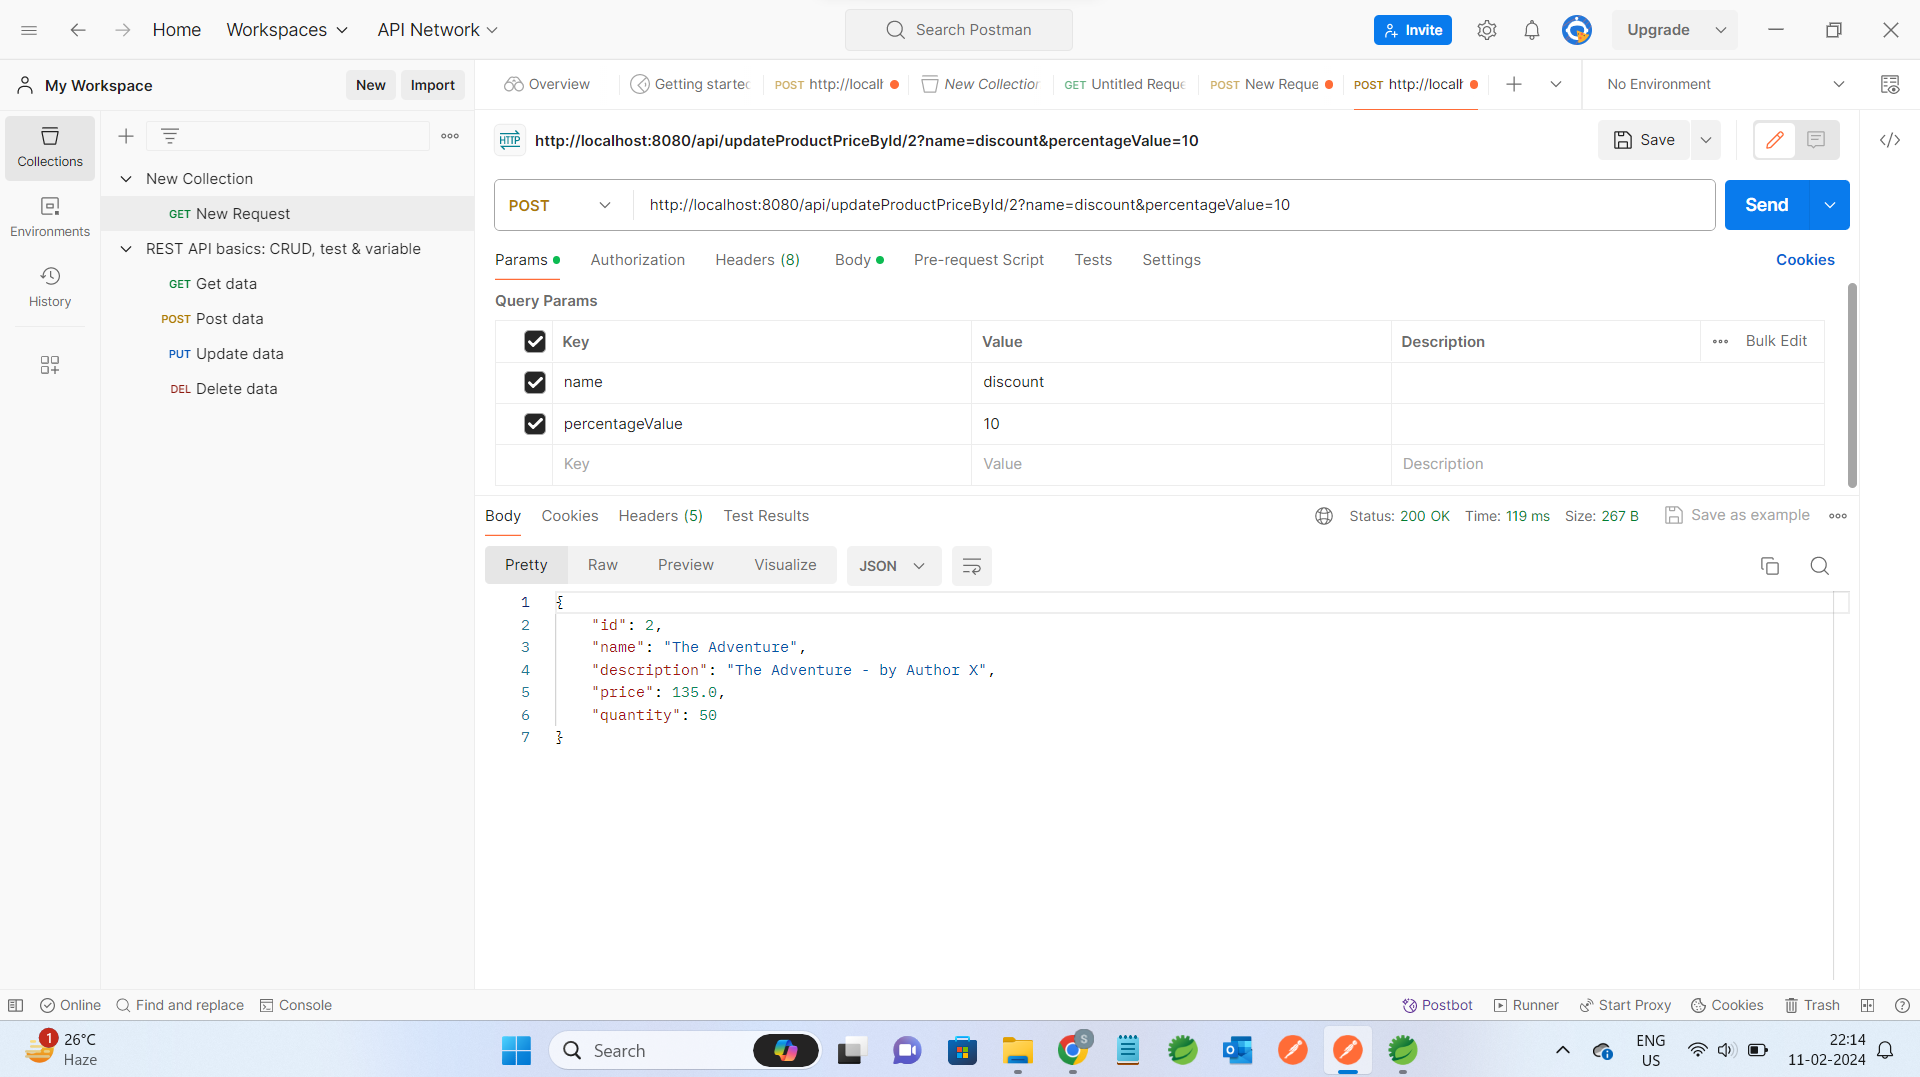 Home
Workspaces
API Network
Search Postman
Invite
Upgrade
My Workspace
New
Import
Overview
Getting starte
POST http://local
New Collection
GET Untitled Reque
POST New Reque
POST http://local
No Environment
Collections
Environments
History
New Collection
GET New Request
REST API basics: CRUD, test & variable
GET Get data
POST Post data
PUT Update data
DEL Delete data
HTTP
http://localhost:8080/api/updateProductPriceById/2?name=discount&percentageValue=10
Save
</>
POST
http://localhost:8080/api/updateProductPriceById/2?name=discount&percentageValue=10
Send
Params
Authorization
Headers (8)
Body
Pre-request Script
Tests
Settings
Cookies
Query Params
Key Value Description Bulk Edit
name discount
percentageValue 10
Key Value Description
Body
Cookies
Headers (5)
Test Results
Status: 200 OK
Time: 119 ms
Size: 267 B
Save as example
Pretty
Raw
Preview
Visualize
JSON
1 {
2 "id": 2,
3 "name": "The Adventure",
4 "description": "The Adventure - by Author X",
5 "price": 135.0,
6 "quantity": 50
7 }
Online
Find and replace
Console
Postbot
Runner
Start Proxy
Cookies
Trash
1
26°C
Haze
Search
S
ENG
US
22:14
11-02-2024